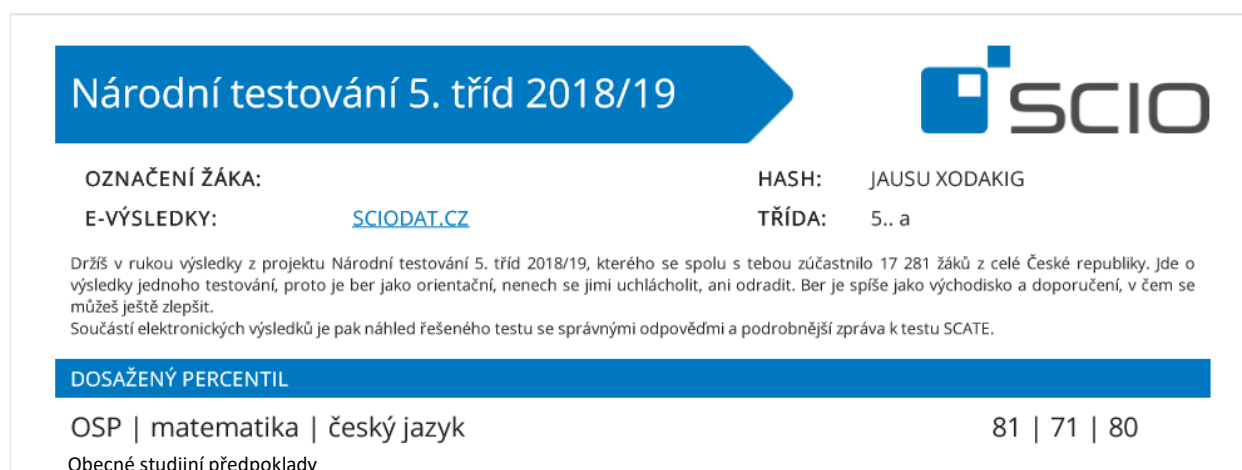 Národní testování 5. tříd 2018/19
SCIO
OZNAČENÍ ŽÁKA:
HASH: JAUSU XODAKIG
E-VÝSLEDKY: SCIODAT.CZ
TŘÍDA: 5.. a
Držíš v rukou výsledky z projektu Národní testování 5. tříd 2018/19, kterého se spolu s tebou zúčastnilo 17 281 žáků z celé České republiky. Jde o
výsledky jednoho testování, proto je ber jako orientační, nenech se jimi uchlácholit, ani odradit. Ber je spíše jako východisko a doporučení, v čem se
můžeš ještě zlepšit.
Součástí elektronických výsledků je pak náhled řešeného testu se správnými odpověďmi a podrobnější zpráva k testu SCATE.
DOSAŽENÝ PERCENTIL
OSP | matematika | český jazyk 81 | 71 | 80
Obecné studijní předpoklady